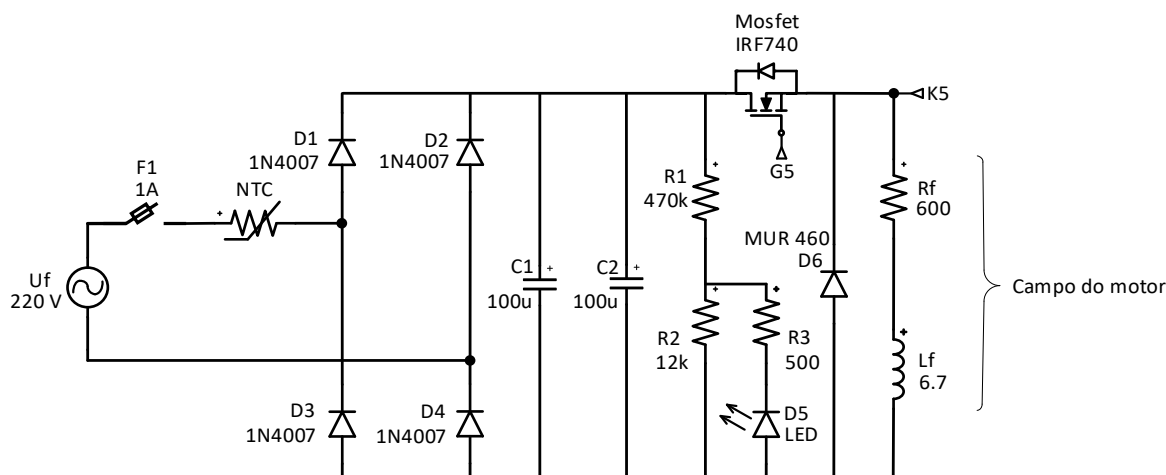 Mosfet
IRF740
K5
D1
1N4007
D2
1N4007
F1
1A
NTC
G5
R1
470k
Rf
600
MUR 460
D6
Uf
220 V
C1
100u
C2
100u
Campo do motor
R2
12k
R3
500
Lf
6.7
D3
1N4007
D4
1N4007
D5
LED